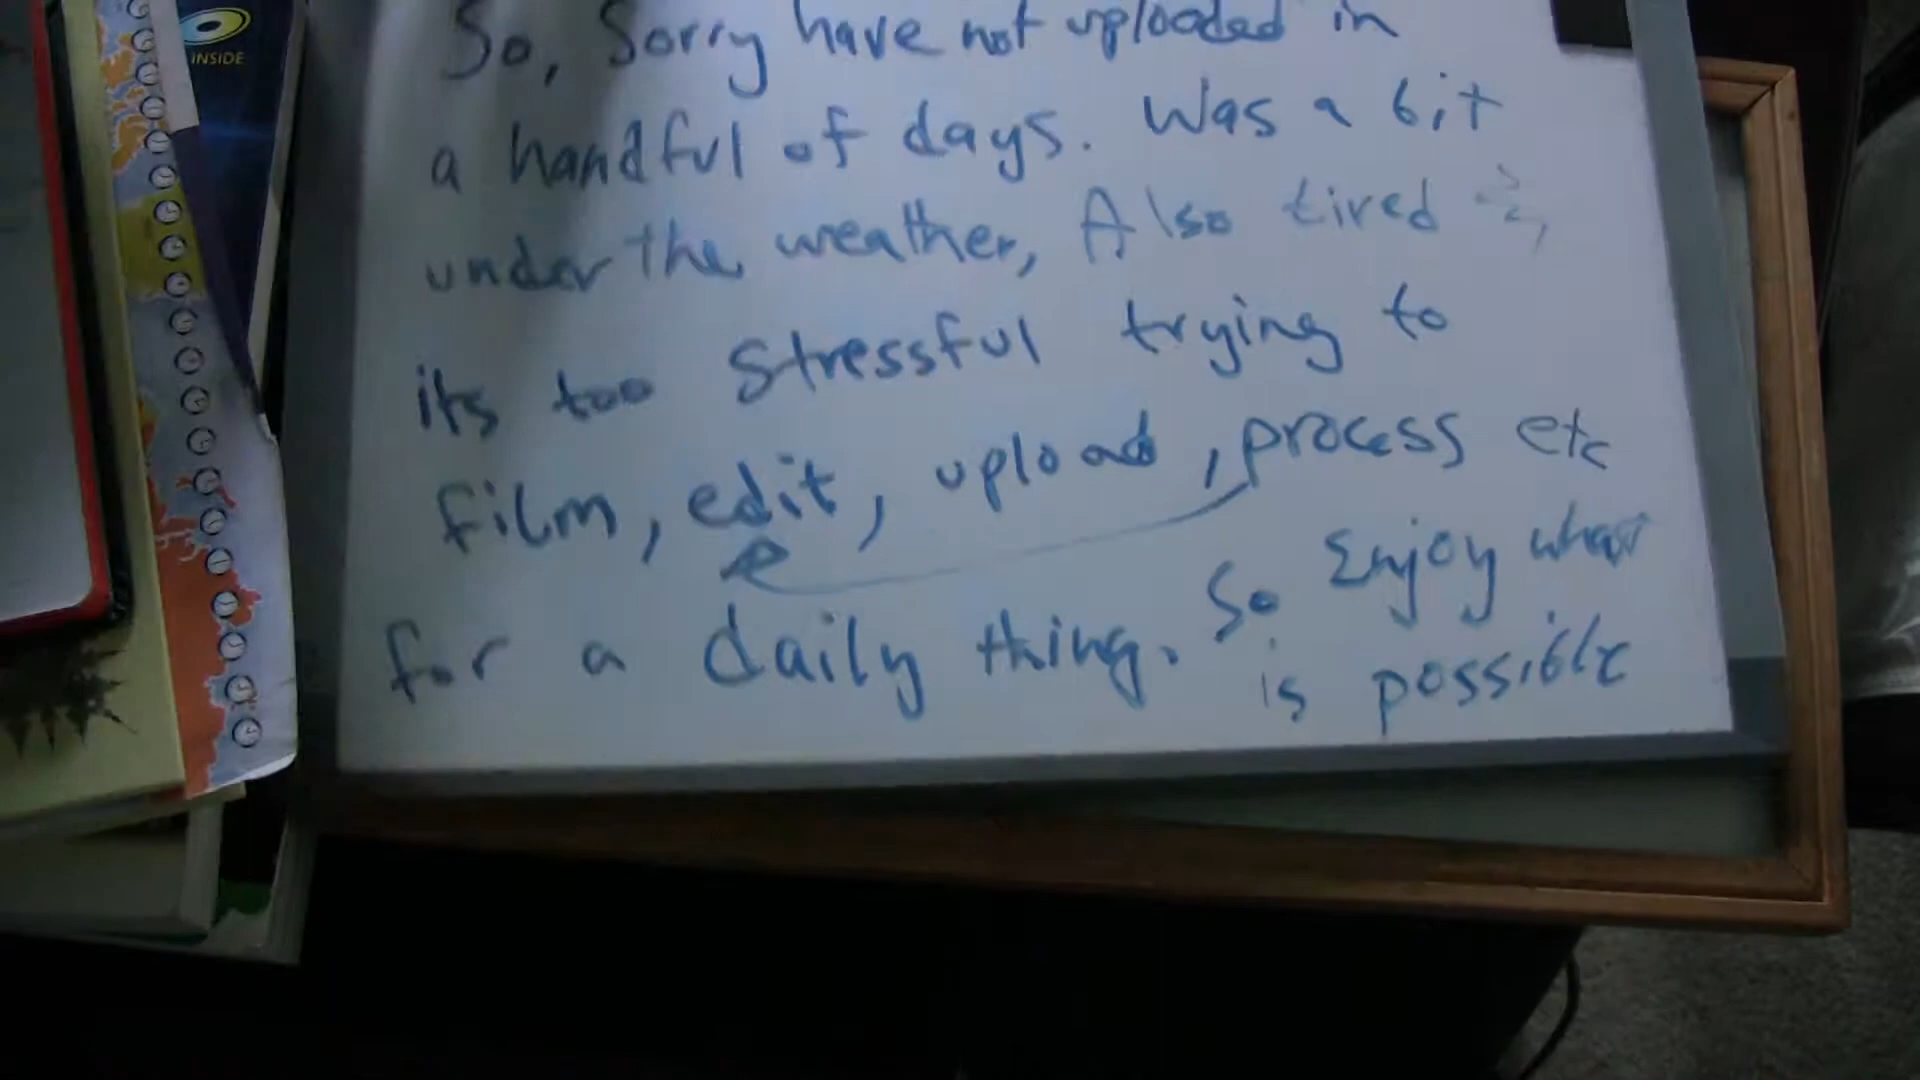 INSIDE
So, Sorry have not uploaded in
a handful of days. Was a bit
under the weather, Also tired
its too stressful trying to
film, edit, upload, process etc
for a daily thing. So Enjoy what
is possible